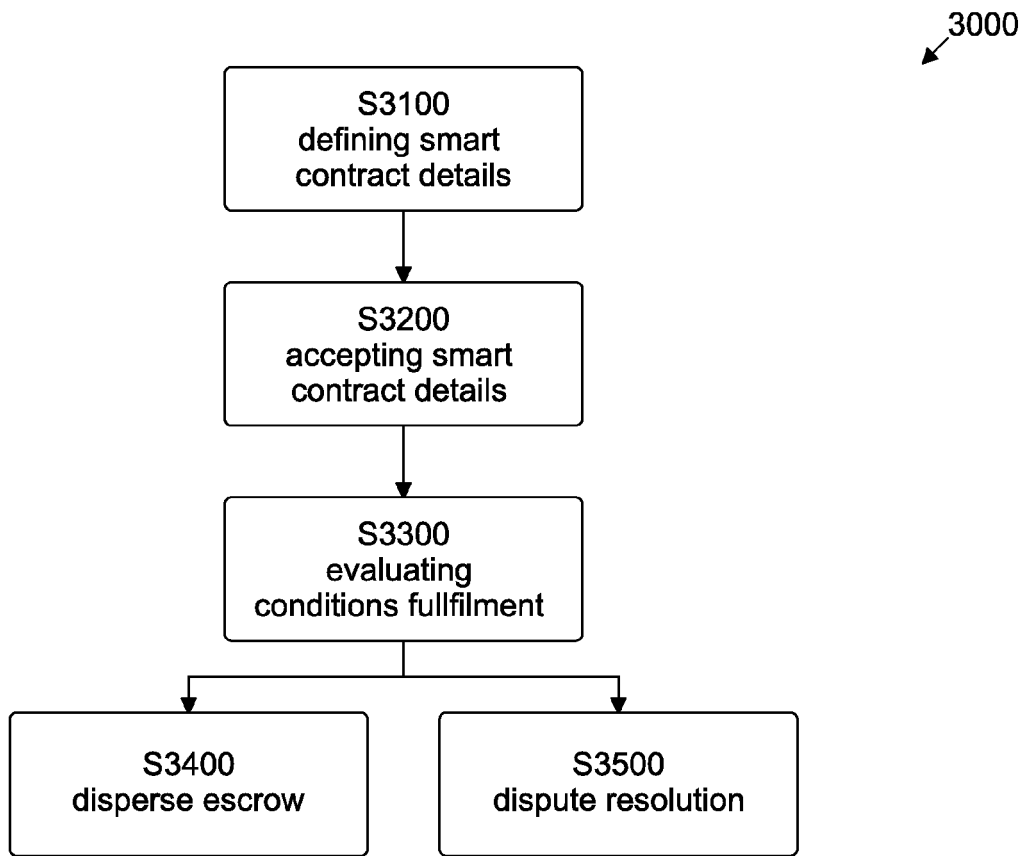 3000
S3100
defining smart
contract details
S3200
accepting smart
contract details
S3300
evaluating
conditions fullfilment
S3400
disperse escrow
S3500
dispute resolution